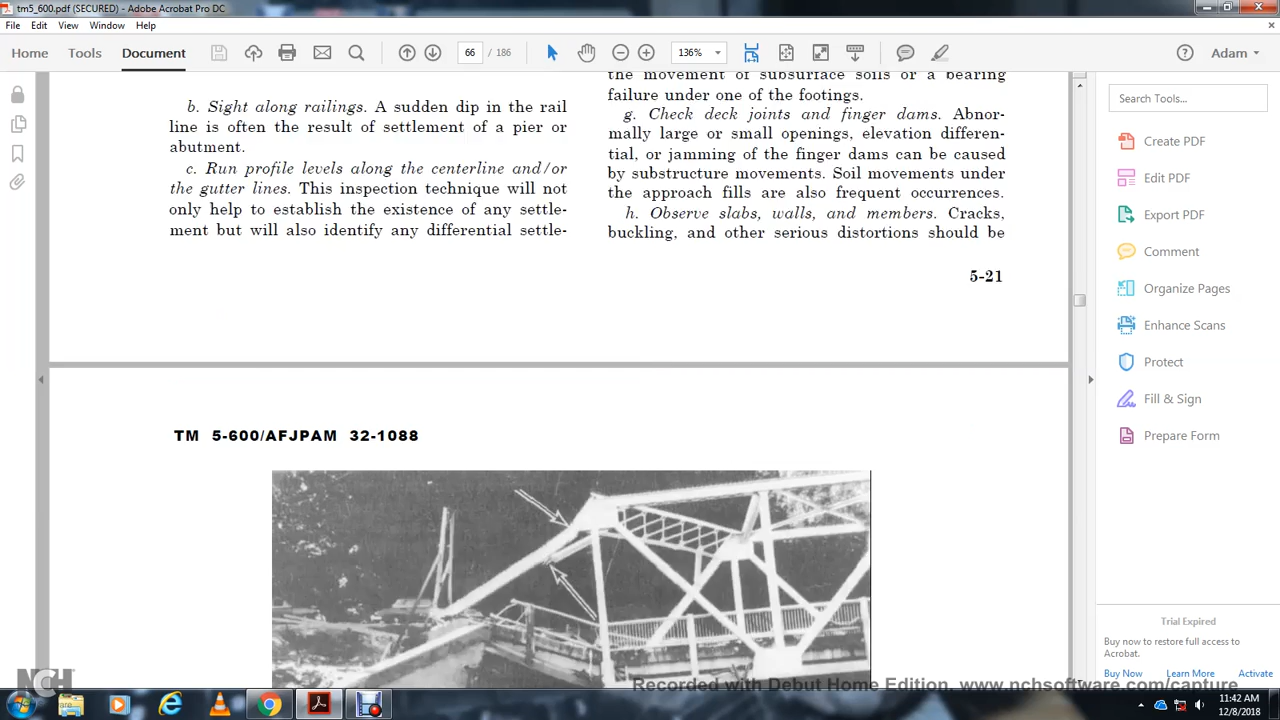 tm5_600.pdf (SECURED) - Adobe Acrobat Pro DC
File Edit View Window Help
Home Tools Document 66 / 186 136% Adam
the movement of subsurface soils or a bearing
failure under one of the footings.
b. Sight along railings. A sudden dip in the rail
line is often the result of settlement of a pier or
abutment.
c. Run profile levels along the centerline and/or
the gutter lines. This inspection technique will not
only help to establish the existence of any settle-
ment but will also identify any differential settle-
g. Check deck joints and finger dams. Abnor-
mally large or small openings, elevation differen-
tial, or jamming of the finger dams can be caused
by substructure movements. Soil movements under
the approach fills are also frequent occurrences.
h. Observe slabs, walls, and members. Cracks,
buckling, and other serious distortions should be
5-21
TM 5-600/AFJPAM 32-1088
Search Tools...
Create PDF
Edit PDF
Export PDF
Comment
Organize Pages
Enhance Scans
Protect
Fill & Sign
Prepare Form
Trial Expired
Buy now to restore full access to
Acrobat.
Buy Now Learn More Activate
NCH
Recorded with Debut Home Edition. www.nchsoftware.com/capture
11:42 AM
12/8/2018